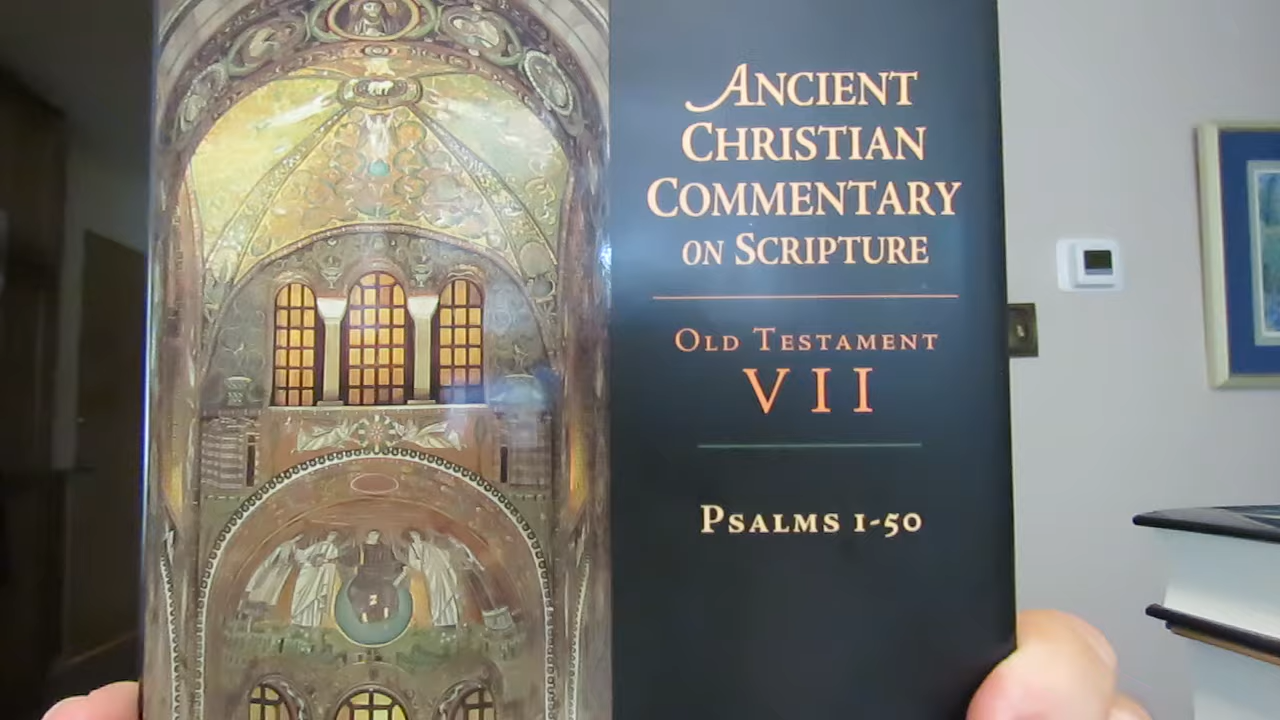 ANCIENT
CHRISTIAN
COMMENTARY
ON SCRIPTURE
OLD TESTAMENT
VII
PSALMS 1-50